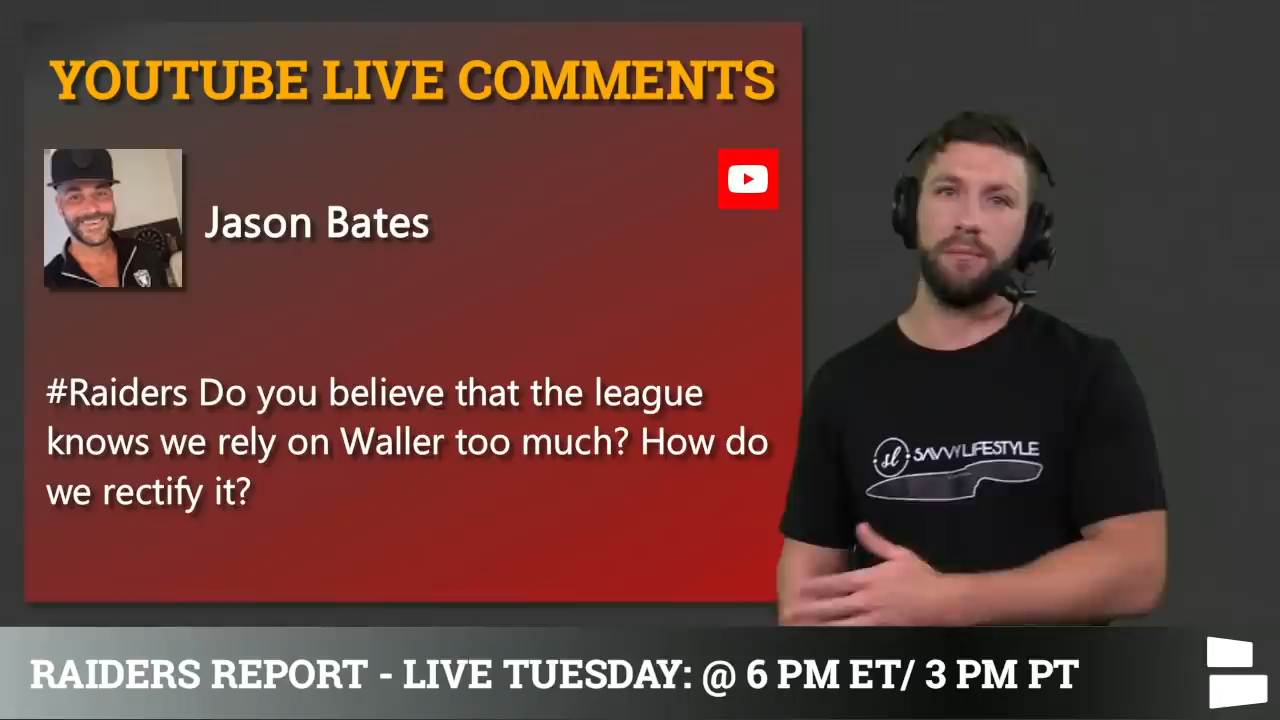 YOUTUBE LIVE COMMENTS
Jason Bates
#Raiders Do you believe that the league
knows we rely on Waller too much? How do
we rectify it?
sl SAVVYLIFESTYLE
RAIDERS REPORT - LIVE TUESDAY: @ 6 PM ET/ 3 PM PT